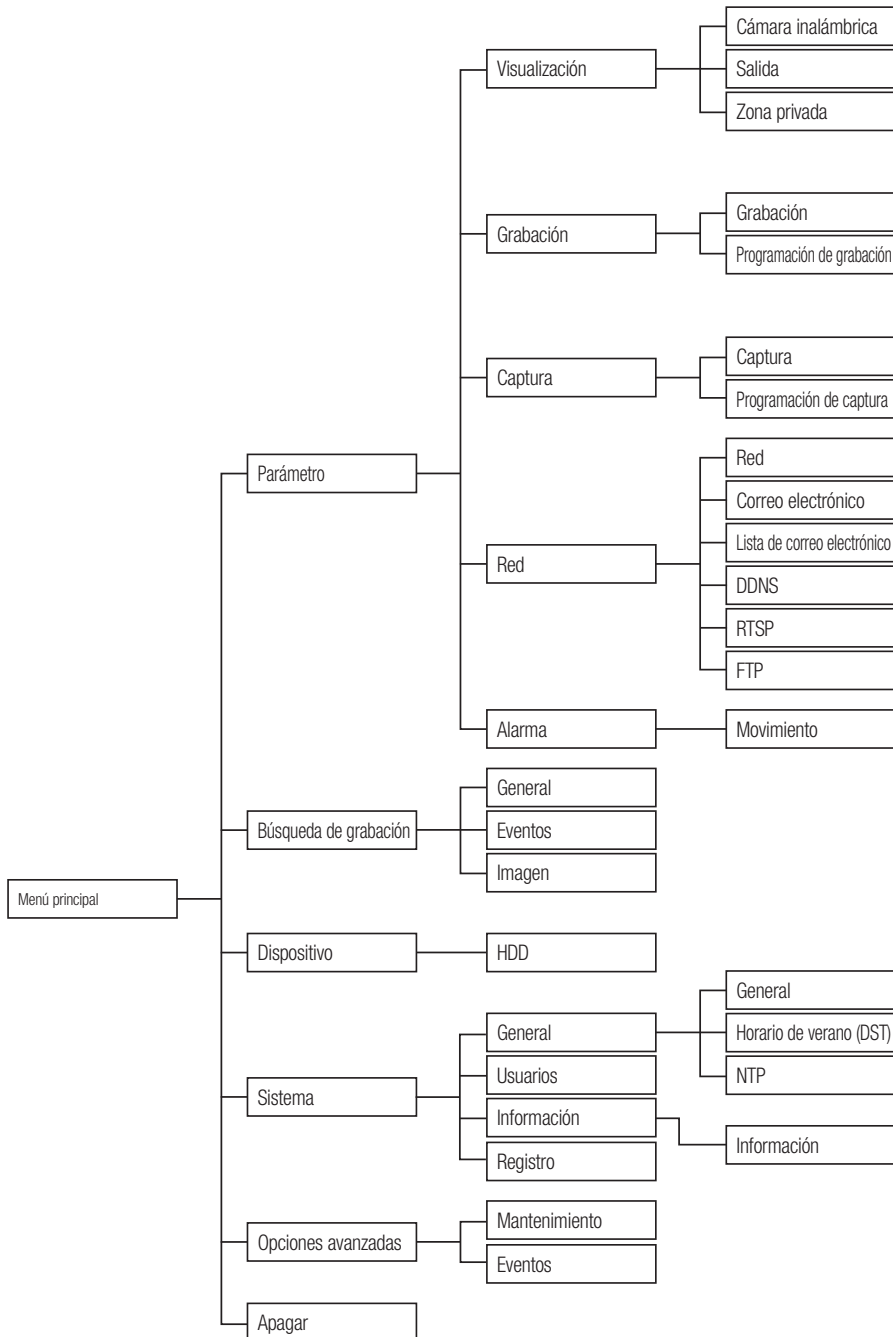 Menú principal
Parámetro
Visualización
Cámara inalámbrica
Salida
Zona privada
Grabación
Grabación
Programación de grabación
Captura
Captura
Programación de captura
Red
Red
Correo electrónico
Lista de correo electrónico
DDNS
RTSP
FTP
Alarma
Movimiento
Búsqueda de grabación
General
Eventos
Imagen
Dispositivo
HDD
Sistema
General
General
Horario de verano (DST)
NTP
Usuarios
Información
Información
Registro
Opciones avanzadas
Mantenimiento
Eventos
Apagar